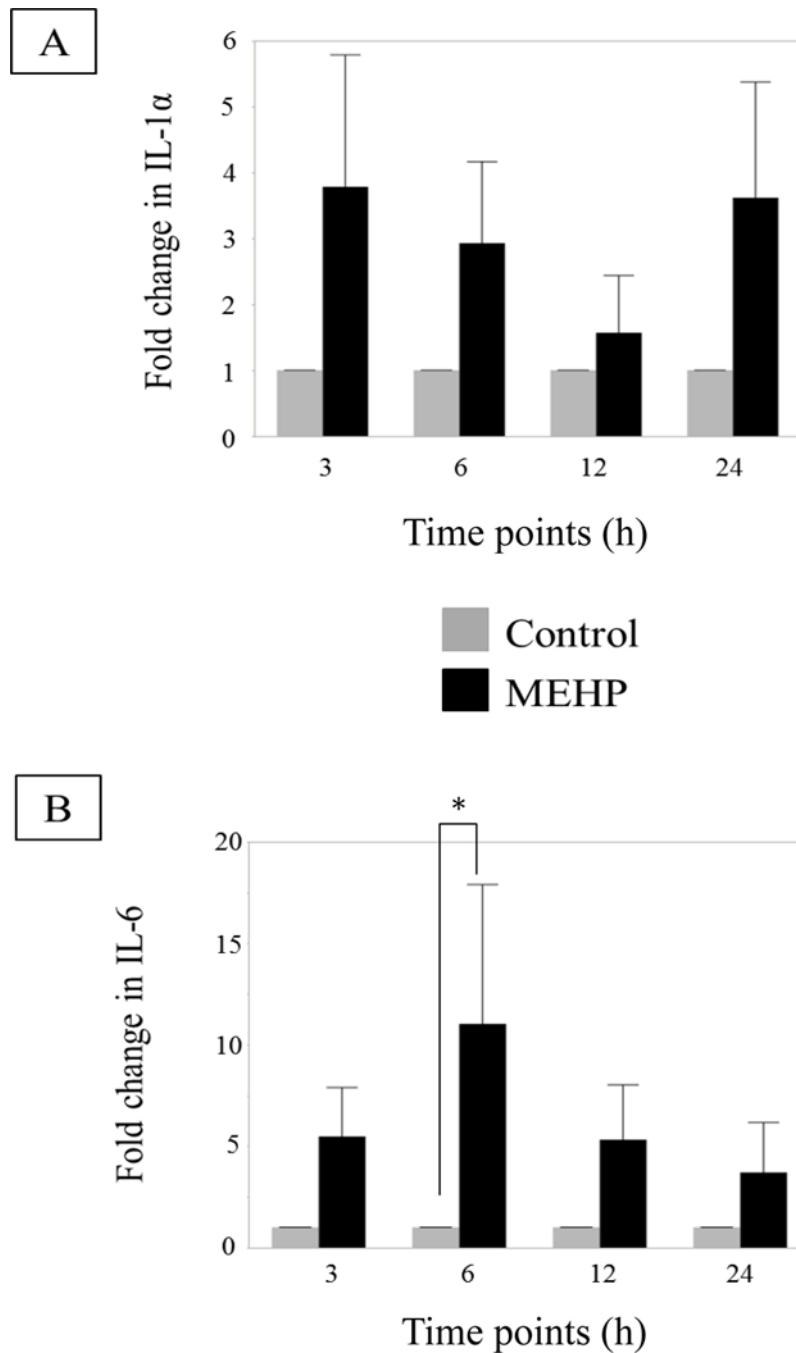 A
Fold change in IL-1α
6
5
4
3
2
1
0
3 6 12 24
Time points (h)
Control
MEHP
B
*
Fold change in IL-6
20
15
10
5
0
3 6 12 24
Time points (h)